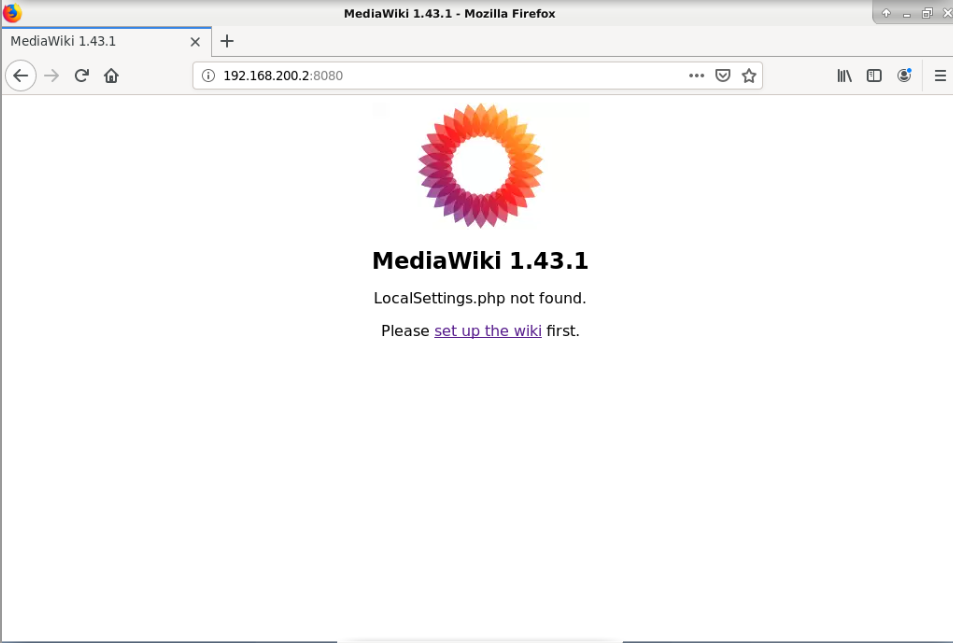 MediaWiki 1.43.1 - Mozilla Firefox
MediaWiki 1.43.1
192.168.200.2:8080
MediaWiki 1.43.1
LocalSettings.php not found.
Please set up the wiki first.